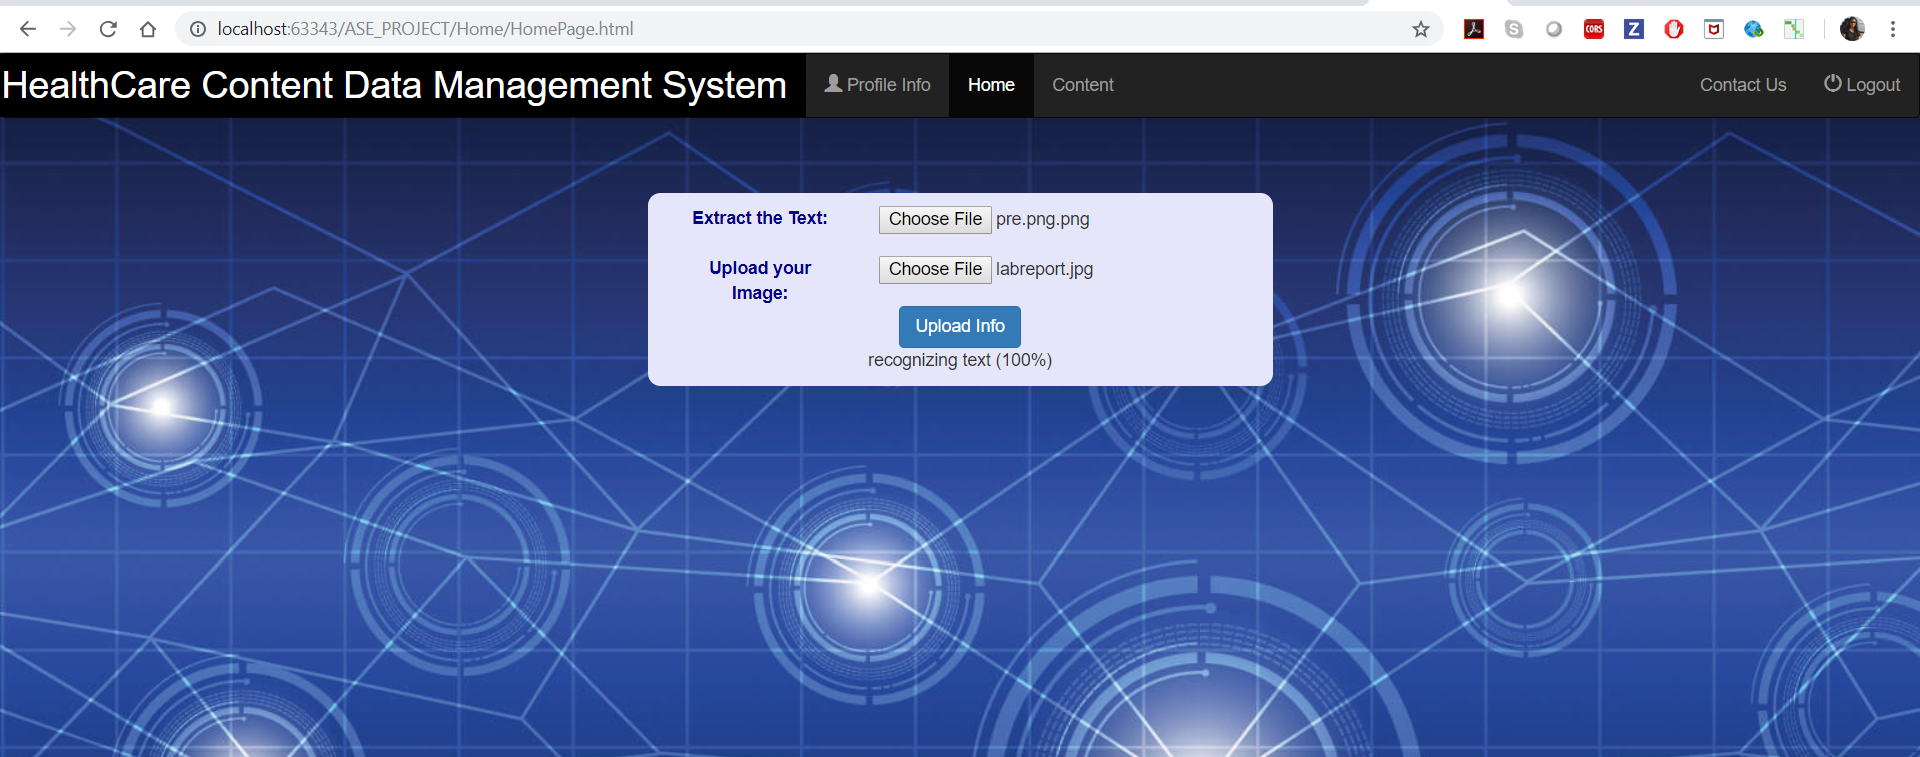 localhost:63343/ASE_PROJECT/Home/HomePage.html
CORS
Z
HealthCare Content Data Management System
Profile Info
Home
Content
Contact Us
Logout
Extract the Text:
Choose File
pre.png.png
Upload your
Image:
Choose File
labreport.jpg
Upload Info
recognizing text (100%)